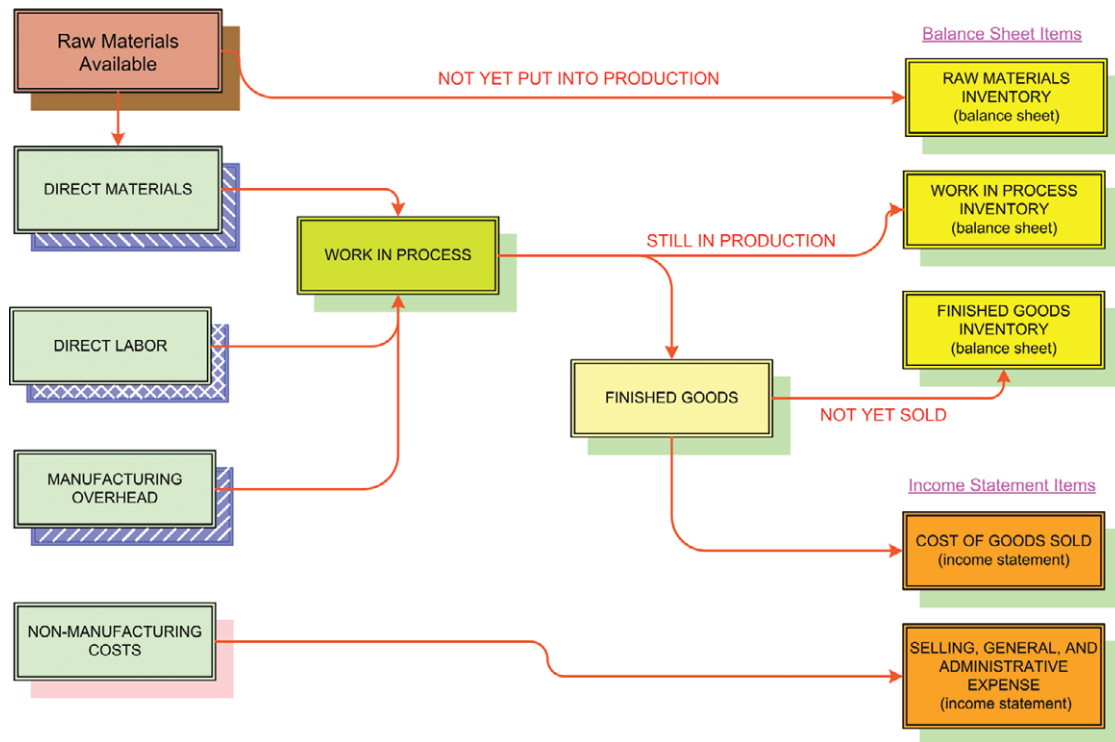 Raw Materials
Available
Balance Sheet Items
NOT YET PUT INTO PRODUCTION
RAW MATERIALS
INVENTORY
(balance sheet)
DIRECT MATERIALS
WORK IN PROCESS
INVENTORY
(balance sheet)
WORK IN PROCESS
STILL IN PRODUCTION
DIRECT LABOR
FINISHED GOODS
INVENTORY
(balance sheet)
FINISHED GOODS
NOT YET SOLD
MANUFACTURING
OVERHEAD
Income Statement Items
COST OF GOODS SOLD
(income statement)
NON-MANUFACTURING
COSTS
SELLING, GENERAL, AND
ADMINISTRATIVE
EXPENSE
(income statement)